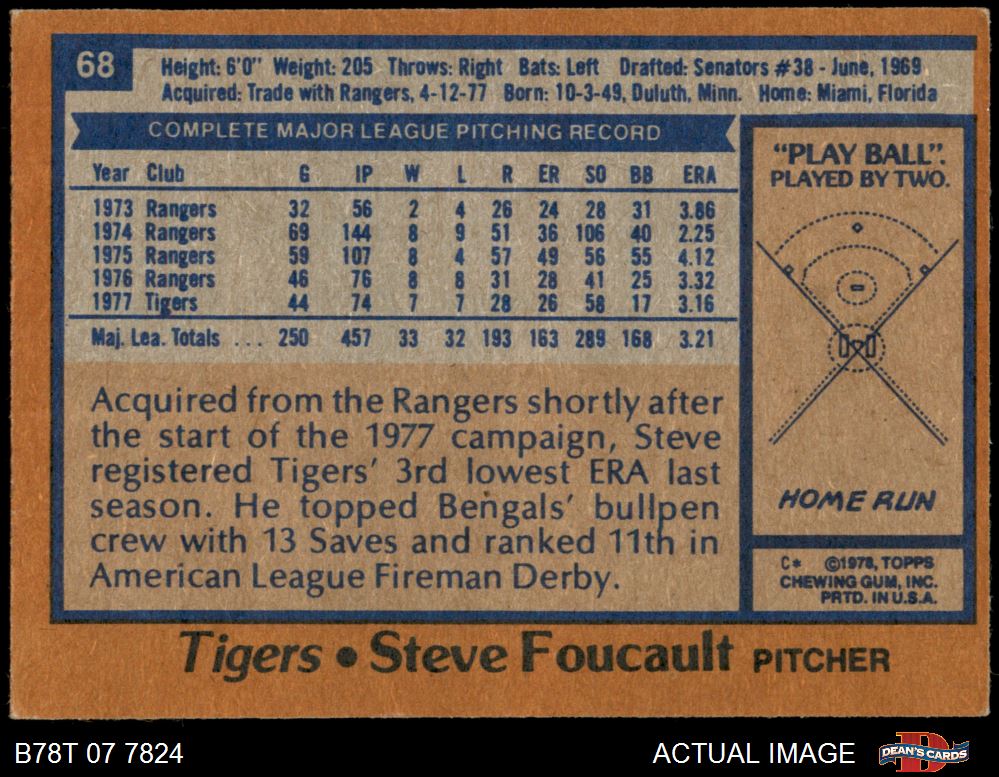 68
Height: 6'0" Weight: 205 Throws: Right Bats: Left Drafted: Senators #38 - June, 1969
Acquired: Trade with Rangers, 4-12-77 Born: 10-3-49, Duluth, Minn. Home: Miami, Florida
COMPLETE MAJOR LEAGUE PITCHING RECORD
Year Club G IP W L R ER SO BB ERA
1973 Rangers 32 56 2 4 26 24 28 31 3.86
1974 Rangers 69 144 8 9 51 36 106 40 2.25
1975 Rangers 59 107 8 4 57 49 56 55 4.12
1976 Rangers 46 76 8 8 31 28 41 25 3.32
1977 Tigers 44 74 7 7 28 26 58 17 3.16
Maj. Lea. Totals ... 250 457 33 32 193 163 289 168 3.21
Acquired from the Rangers shortly after
the start of the 1977 campaign, Steve
registered Tigers' 3rd lowest ERA last
season. He topped Bengals' bullpen
crew with 13 Saves and ranked 11th in
American League Fireman Derby.
"PLAY BALL".
PLAYED BY TWO.
HOME RUN
C* ©1978, TOPPS
CHEWING GUM, INC.
PRTD. IN U.S.A.
Tigers • Steve Foucault PITCHER
B78T 07 7824 ACTUAL IMAGE DEAN'S CARDS